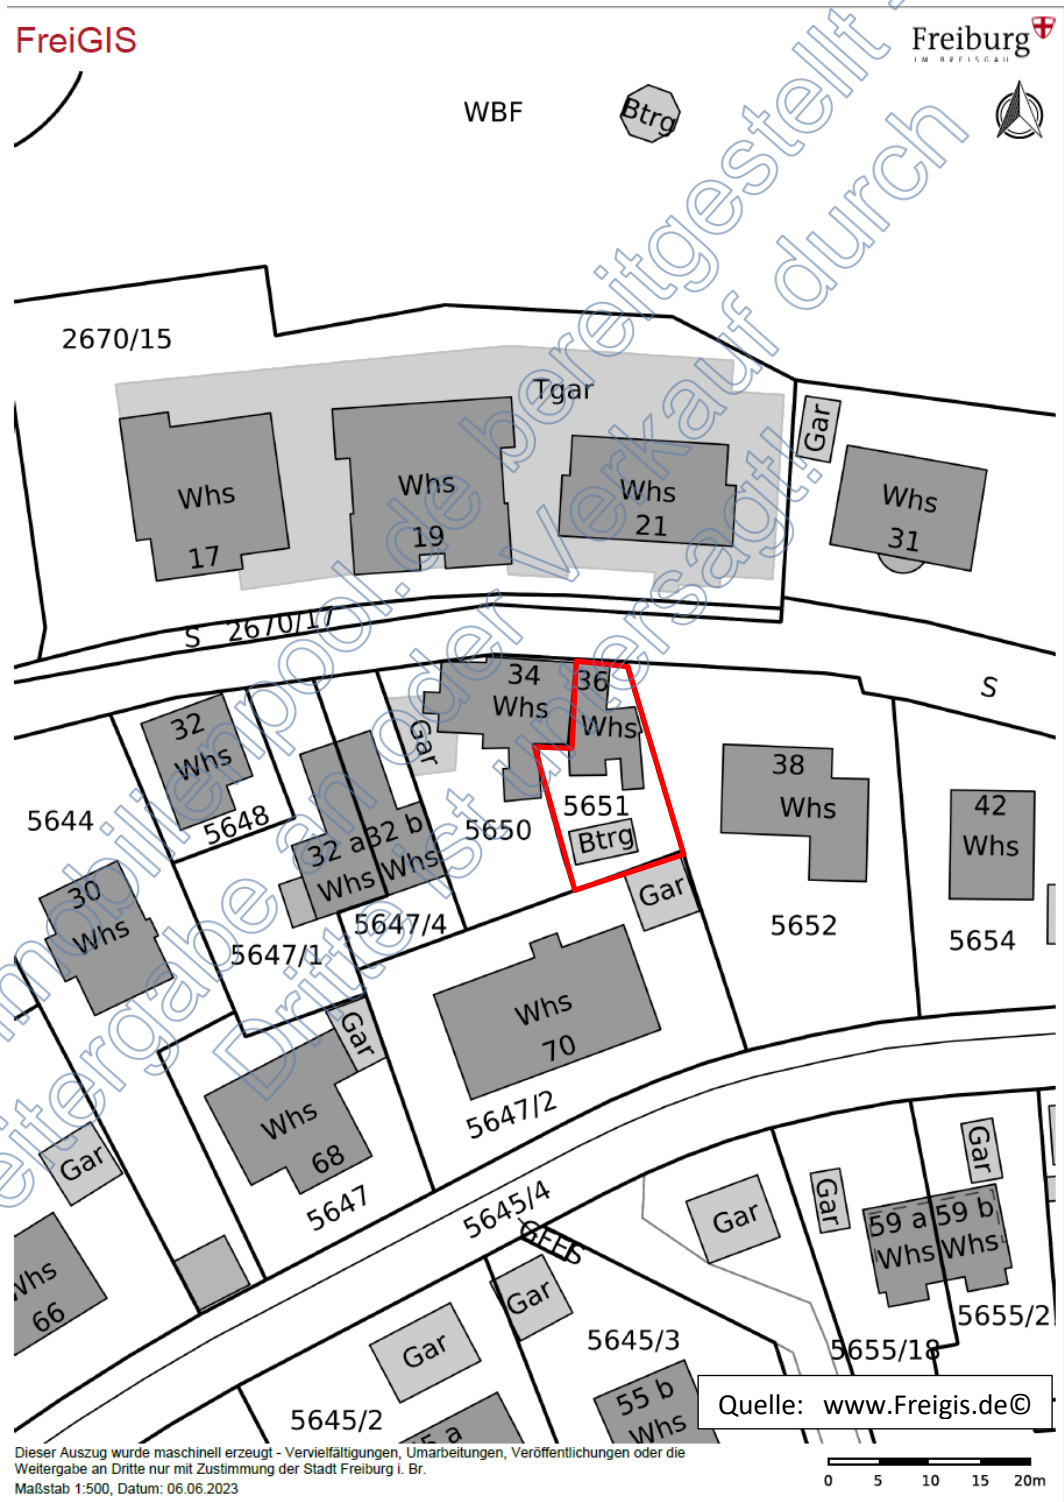 FreiGIS
Freiburg
IM BREISGAU
WBF
Btrg
2670/15
Tgar
Gar
Whs
17
Whs
19
Whs
21
Whs
31
S 2670/17
S
34
Whs
36
Whs
32
Whs
Gar
38
Whs
42
Whs
5644
5648
32 a
Whs
32 b
Whs
5650
5651
Btrg
30
Whs
5647/1
5647/4
Gar
5652
5654
Whs
70
Gar
Whs
68
5647/2
Gar
5647
5645/4
GFFS
Gar
Gar
Gar
59 a
Whs
59 b
Whs
Whs
66
Gar
Gar
5645/3
5655/2
5655/18
5645/2
55 b
Whs
5 a
Quelle: www.Freigis.de©
Dieser Auszug wurde maschinell erzeugt - Vervielfältigungen, Umarbeitungen, Veröffentlichungen oder die
Weitergabe an Dritte nur mit Zustimmung der Stadt Freiburg i. Br.
Maßstab 1:500, Datum: 06.06.2023
0 5 10 15 20m
mmobilienpool.de bereitgestellt -
eitergabe an oder Verkauf durch
Dritte ist untersagt!